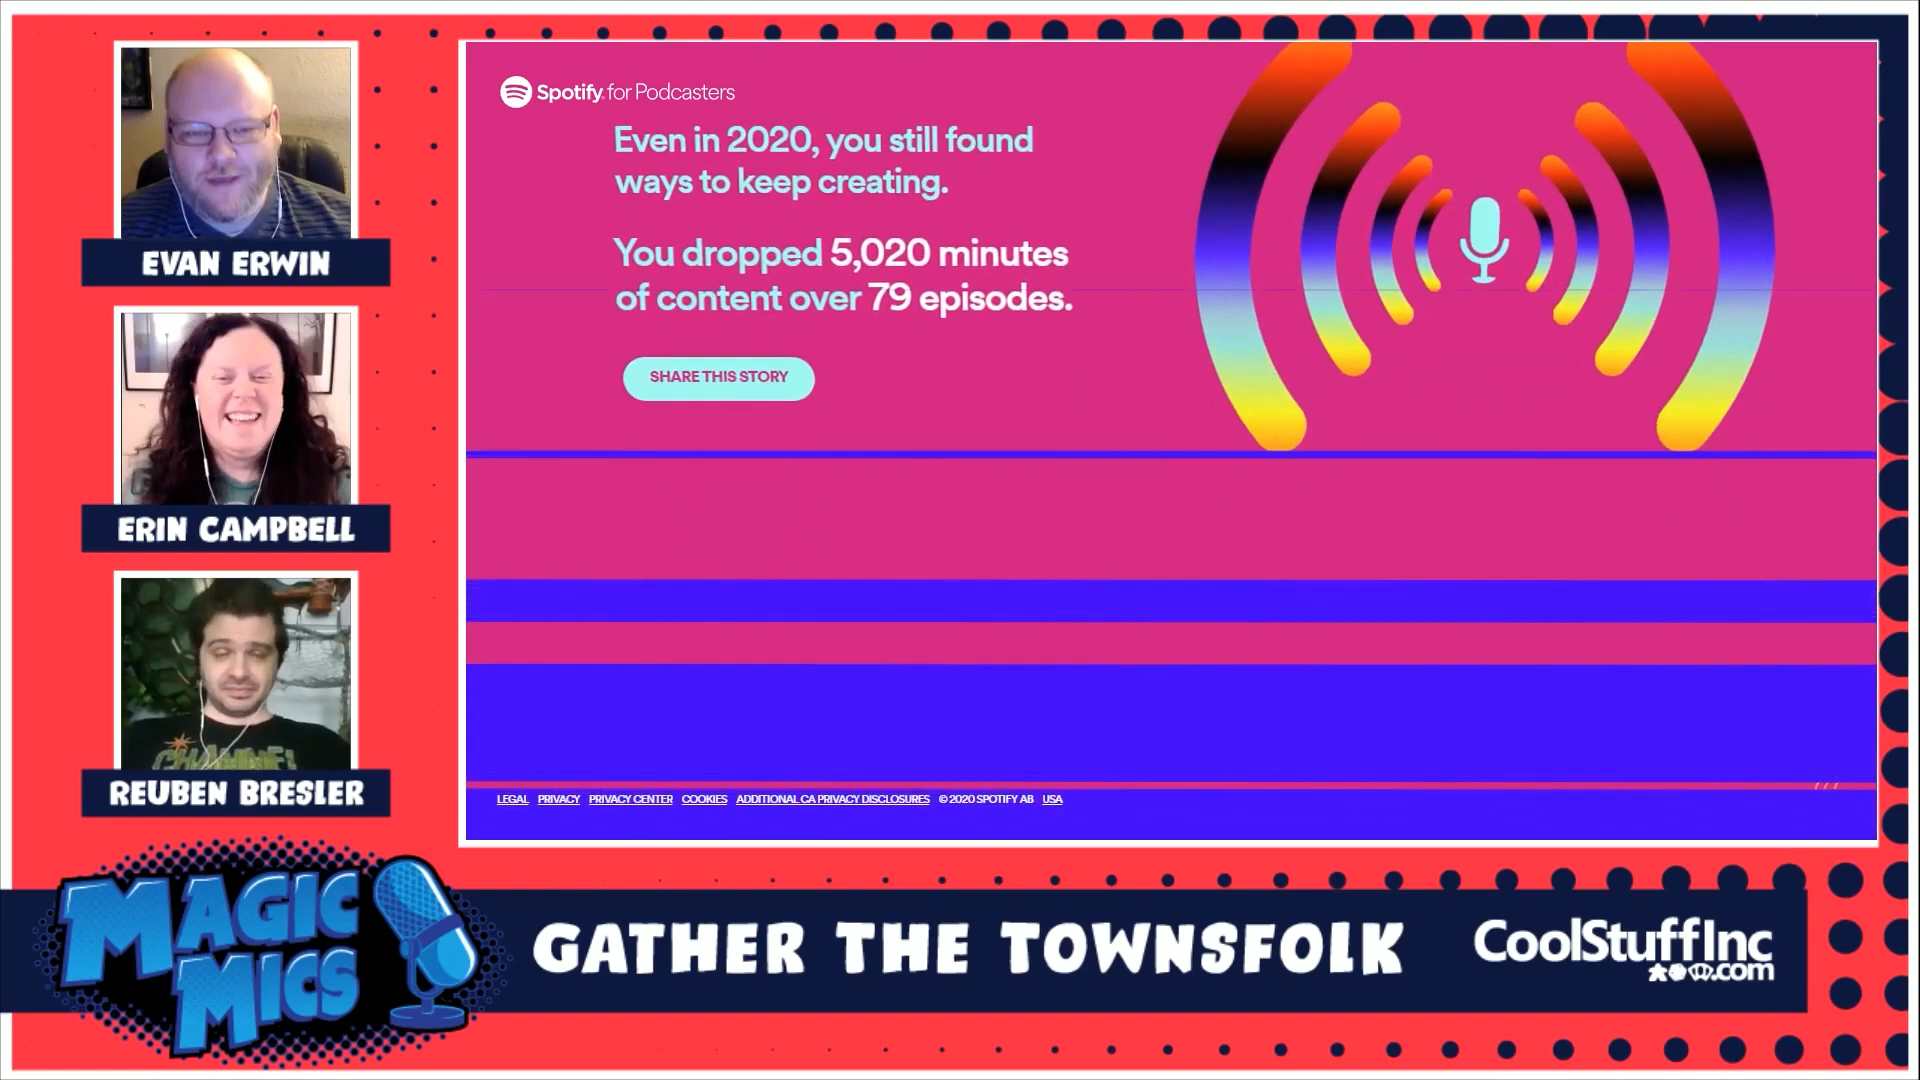 EVAN ERWIN
ERIN CAMPBELL
REUBEN BRESLER
Spotify for Podcasters
Even in 2020, you still found
ways to keep creating.
You dropped 5,020 minutes
of content over 79 episodes.
SHARE THIS STORY
LEGAL PRIVACY PRIVACY CENTER COOKIES ADDITIONAL CA PRIVACY DISCLOSURES © 2020 SPOTIFY AB USA
MAGIC
MICS
GATHER THE TOWNSFOLK
CoolStuffInc
.com